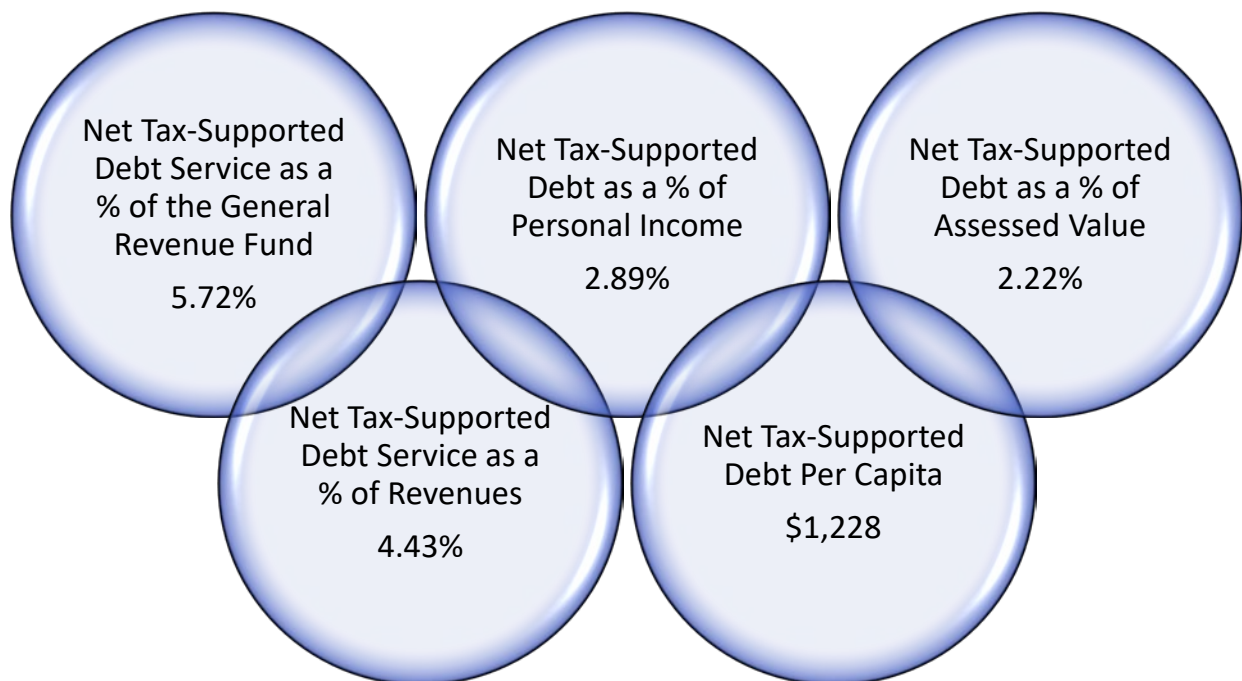 Net Tax-Supported
Debt Service as a
% of the General
Revenue Fund
5.72%
Net Tax-Supported
Debt as a % of
Personal Income
2.89%
Net Tax-Supported
Debt as a % of
Assessed Value
2.22%
Net Tax-Supported
Debt Service as a
% of Revenues
4.43%
Net Tax-Supported
Debt Per Capita
$1,228